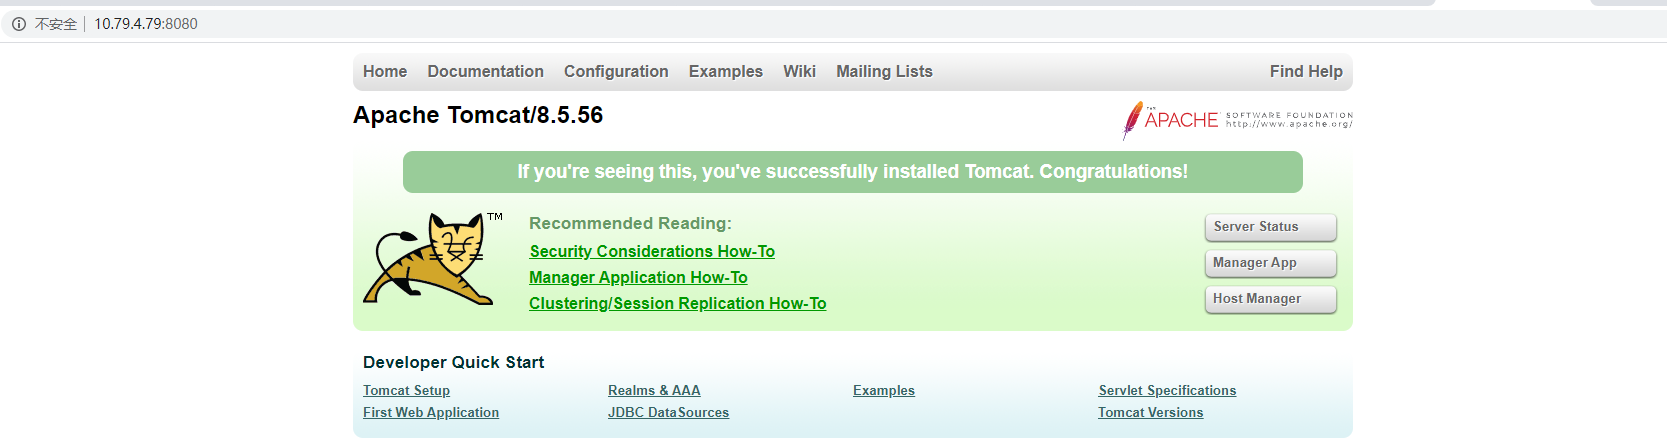 不安全 | 10.79.4.79:8080
Home Documentation Configuration Examples Wiki Mailing Lists Find Help
Apache Tomcat/8.5.56
THE
APACHE SOFTWARE FOUNDATION
http://www.apache.org/
If you're seeing this, you've successfully installed Tomcat. Congratulations!
TM
Recommended Reading:
Security Considerations How-To
Manager Application How-To
Clustering/Session Replication How-To
Server Status
Manager App
Host Manager
Developer Quick Start
Tomcat Setup Realms & AAA Examples Servlet Specifications
First Web Application JDBC DataSources Tomcat Versions